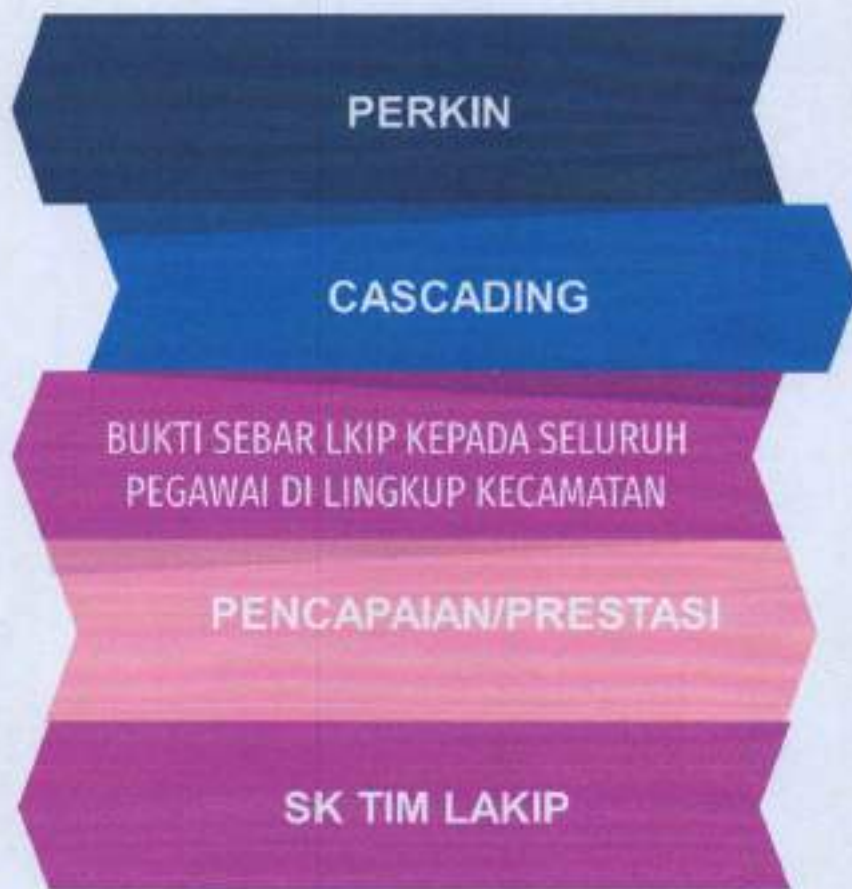 PERKIN
CASCADING
BUKTI SEBAR LKIP KEPADA SELURUH
PEGAWAI DI LINGKUP KECAMATAN
PENCAPAIAN/PRESTASI
SK TIM LAKIP